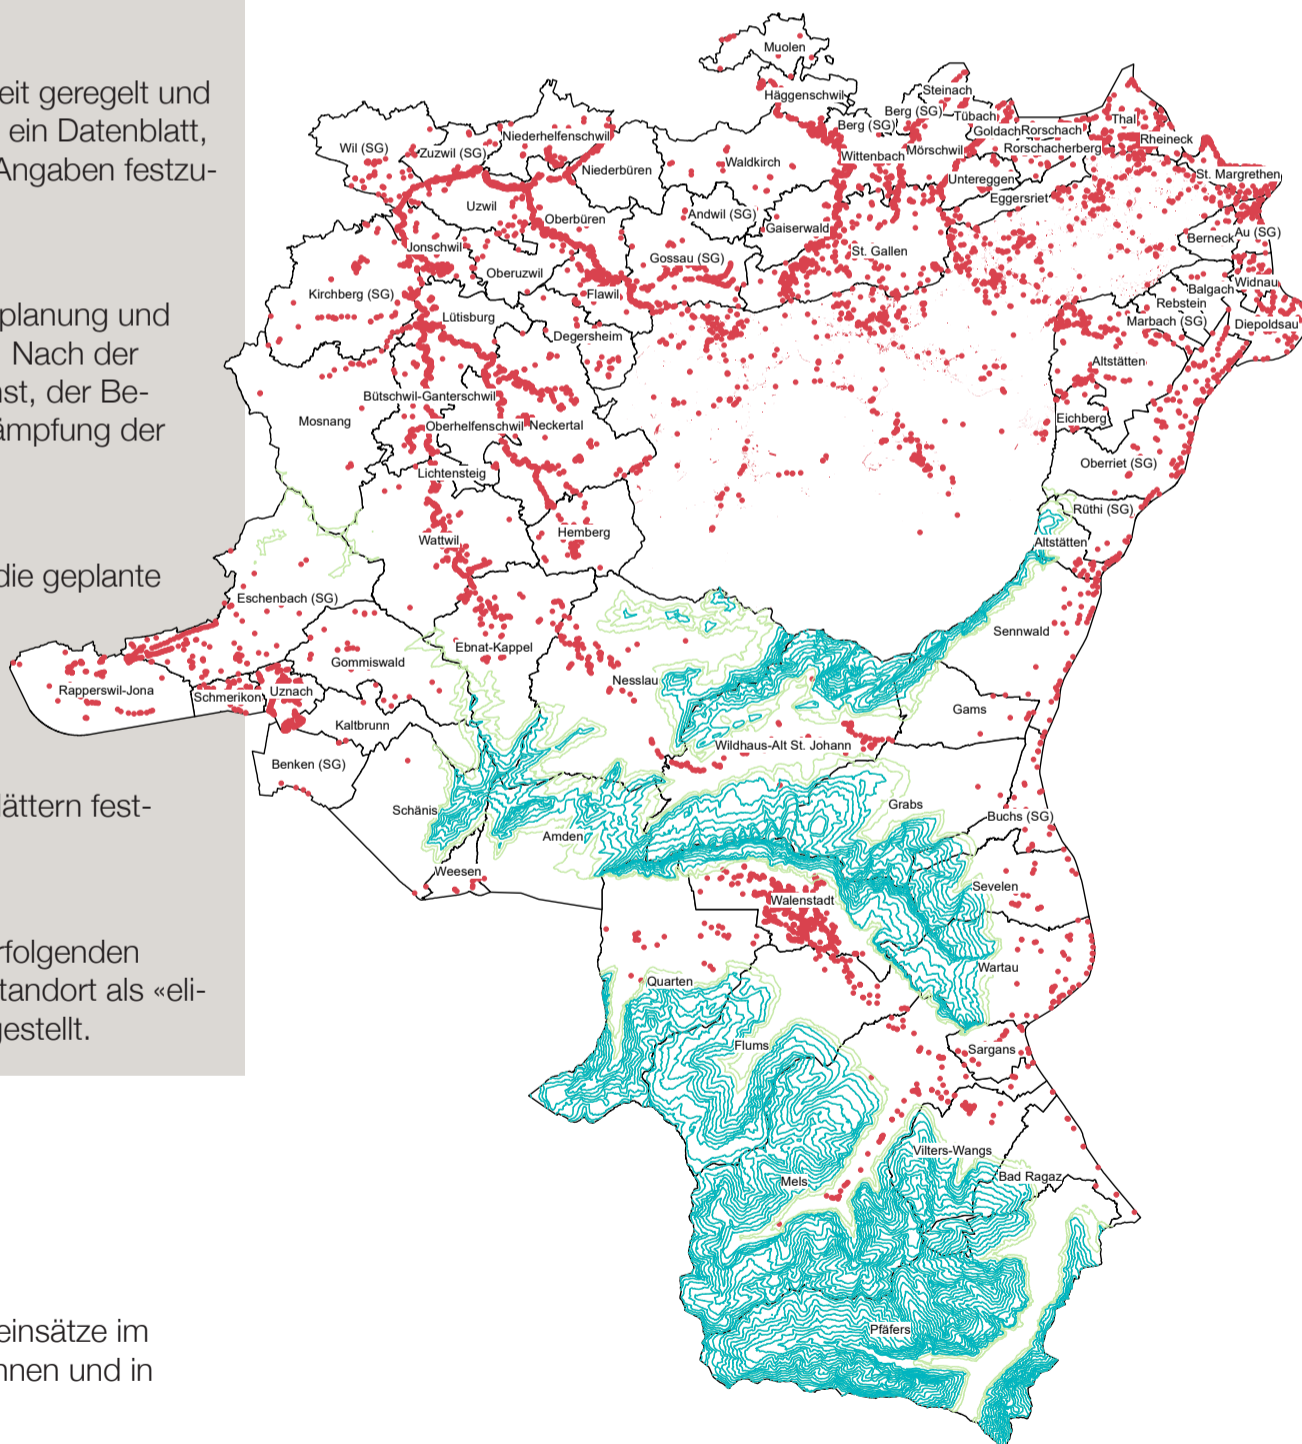 eit geregelt und
ein Datenblatt,
Angaben festzu-
planung und
Nach der
nst, der Be-
ämpfung der
die geplante
lättern fest-
rfolgenden
tandort als «eli-
gestellt.
einsätze im
nnen und in
Muolen
Häggenschwil
Steinach
Berg (SG)
Berg (SG)
Tübach
Goldach
Rorschach
Thal
Rheineck
Rorschacherberg
Wil (SG)
Zuzwil (SG)
Niederhelfenschwil
Niederbüren
Waldkirch
Wittenbach
Mörschwil
Untereggen
Eggersriet
St. Margrethen
Uzwil
Oberbüren
Andwil (SG)
Gaiserwald
St. Gallen
Berneck
Au (SG)
Jonschwil
Oberuzwil
Gossau (SG)
Kirchberg (SG)
Flawil
Balgach
Widnau
Rebstein
Marbach (SG)
Diepoldsau
Lütisburg
Degersheim
Altstätten
Bütschwil-Ganterschwil
Mosnang
Oberhelfenschwil
Neckertal
Eichberg
Lichtensteig
Oberriet (SG)
Rüthi (SG)
Wattwil
Hemberg
Altstätten
Eschenbach (SG)
Sennwald
Ebnat-Kappel
Gommiswald
Nesslau
Rapperswil-Jona
Schmerikon
Uznach
Gams
Kaltbrunn
Wildhaus-Alt St. Johann
Benken (SG)
Schänis
Grabs
Amden
Buchs (SG)
Weesen
Sevelen
Walenstadt
Wartau
Quarten
Flums
Sargans
Vilters-Wangs
Mels
Bad Ragaz
Pfäfers